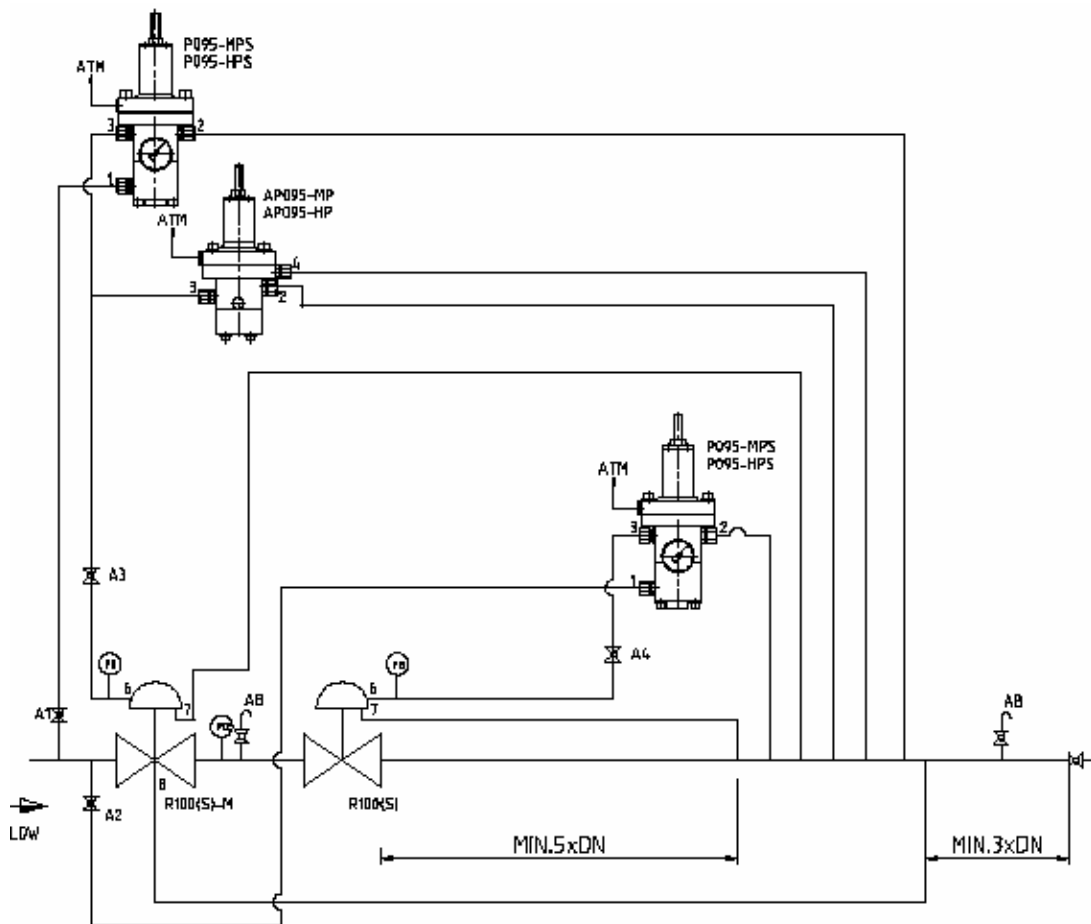 P095-MPS
P095-HPS
ATM
3
2
1
AP095-MP
AP095-HP
ATM
4
3
2
P095-MPS
P095-HPS
ATM
3
2
1
A3
A4
6
6
7
7
A1
AB
AB
8
R100(S)-M
R100(S)
A2
LOW
MIN.5xDN
MIN.3xDN